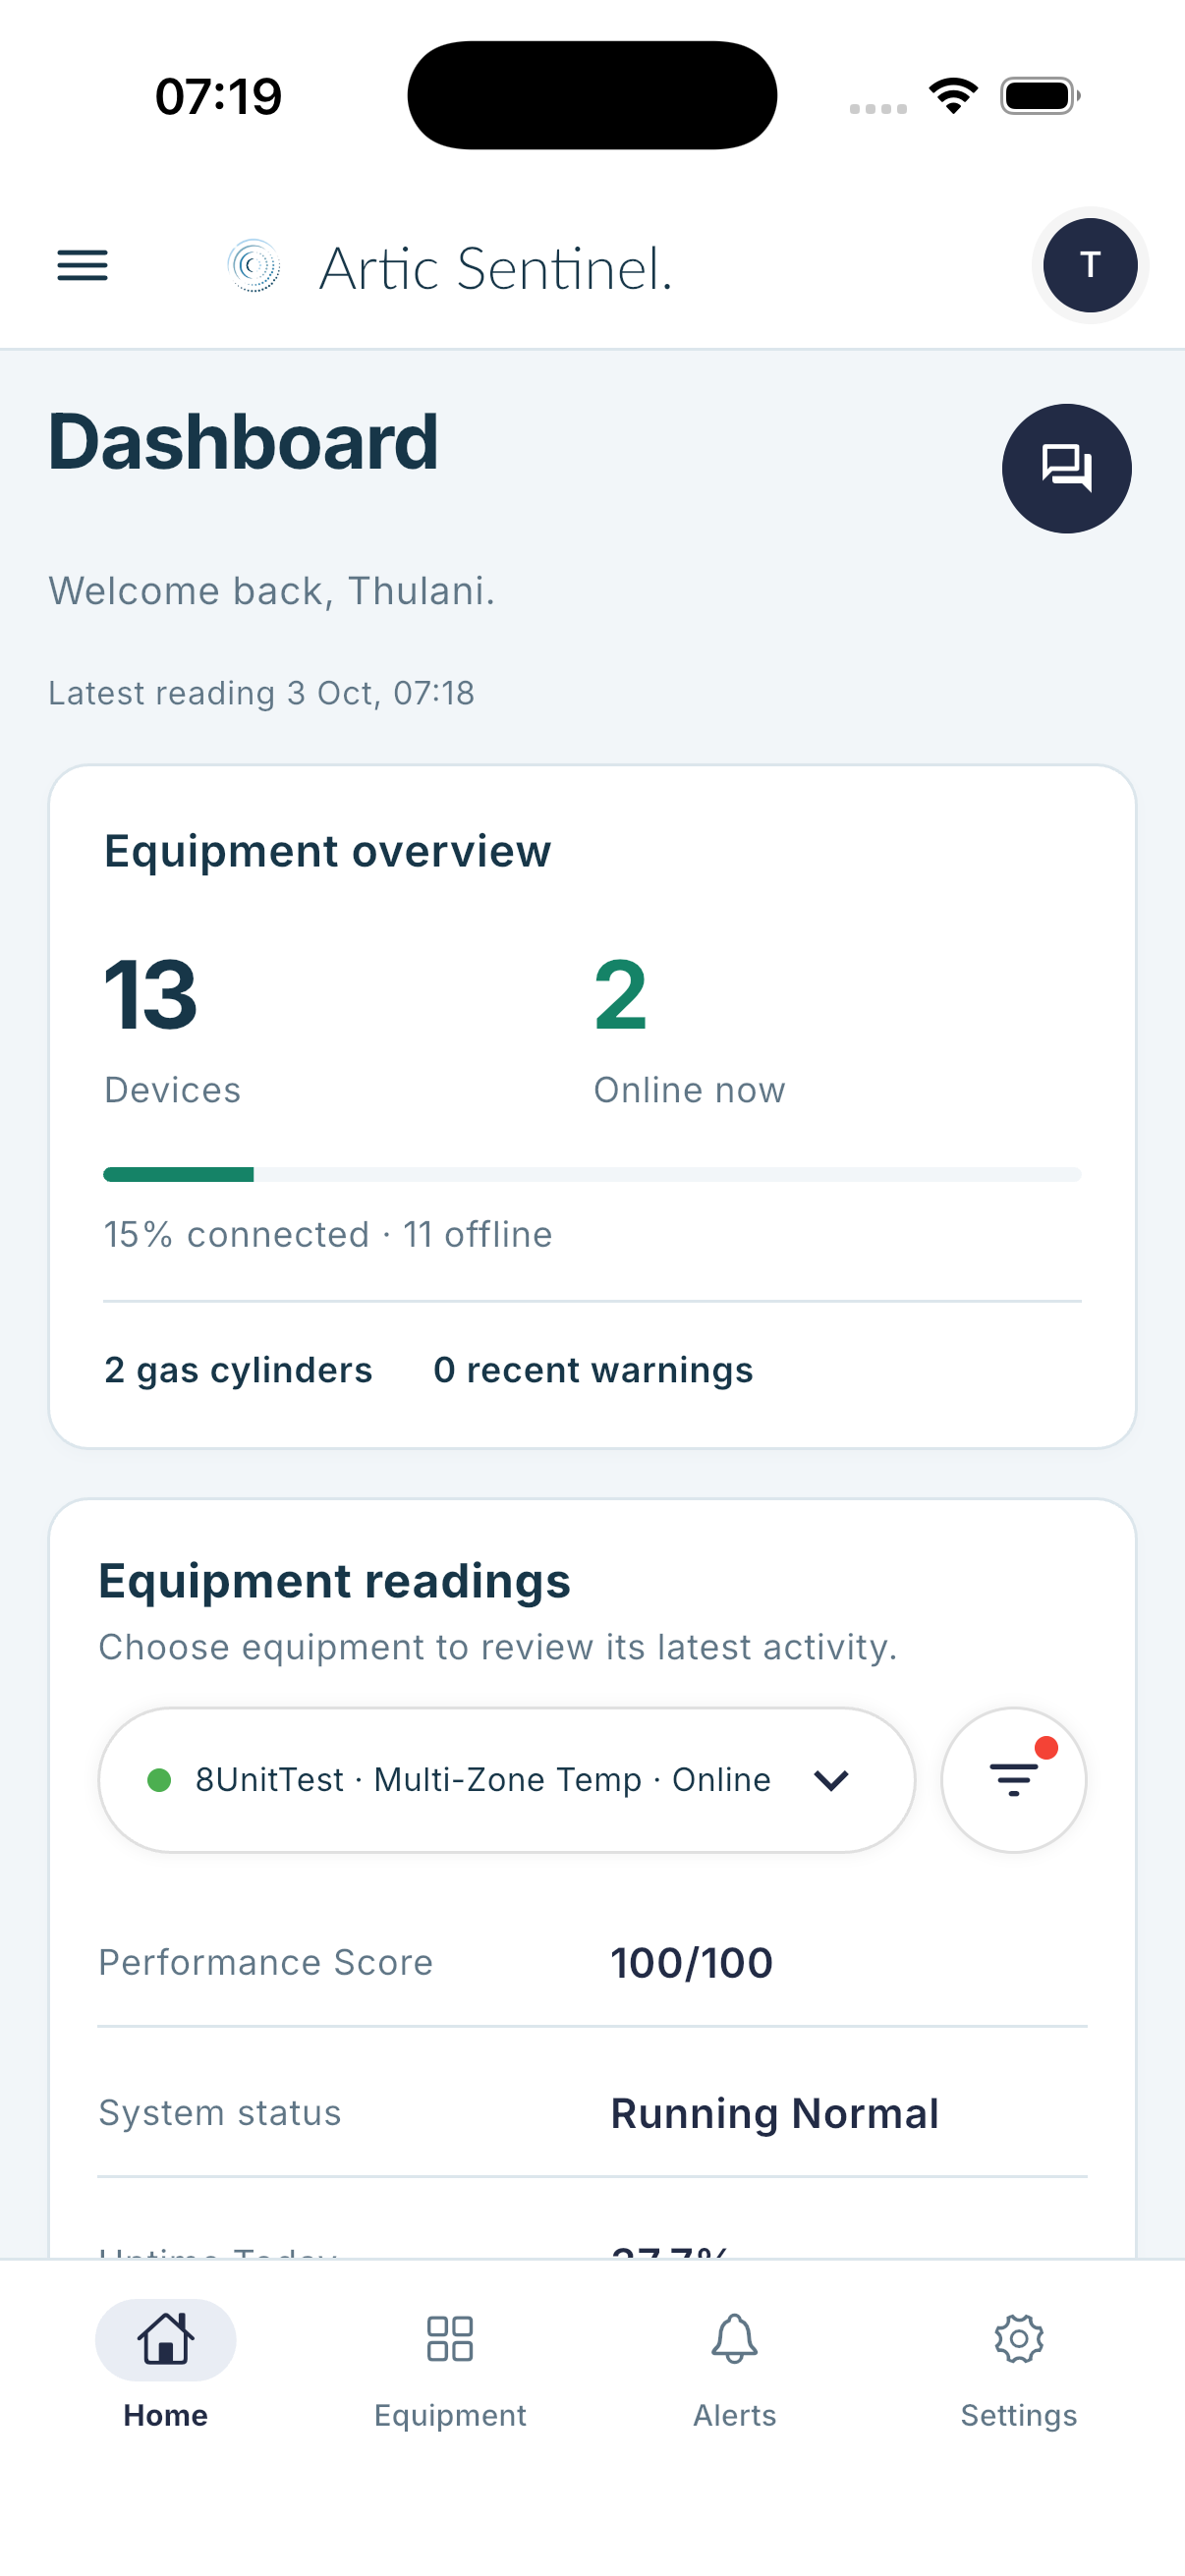 07:19
Artic Sentinel.
T
Dashboard
Welcome back, Thulani.
Latest reading 3 Oct, 07:18
Equipment overview
13
2
Devices
Online now
15% connected · 11 offline
2 gas cylinders
0 recent warnings
Equipment readings
Choose equipment to review its latest activity.
8UnitTest · Multi-Zone Temp · Online
Performance Score
100/100
System status
Running Normal
Uptime Today
Home
Equipment
Alerts
Settings